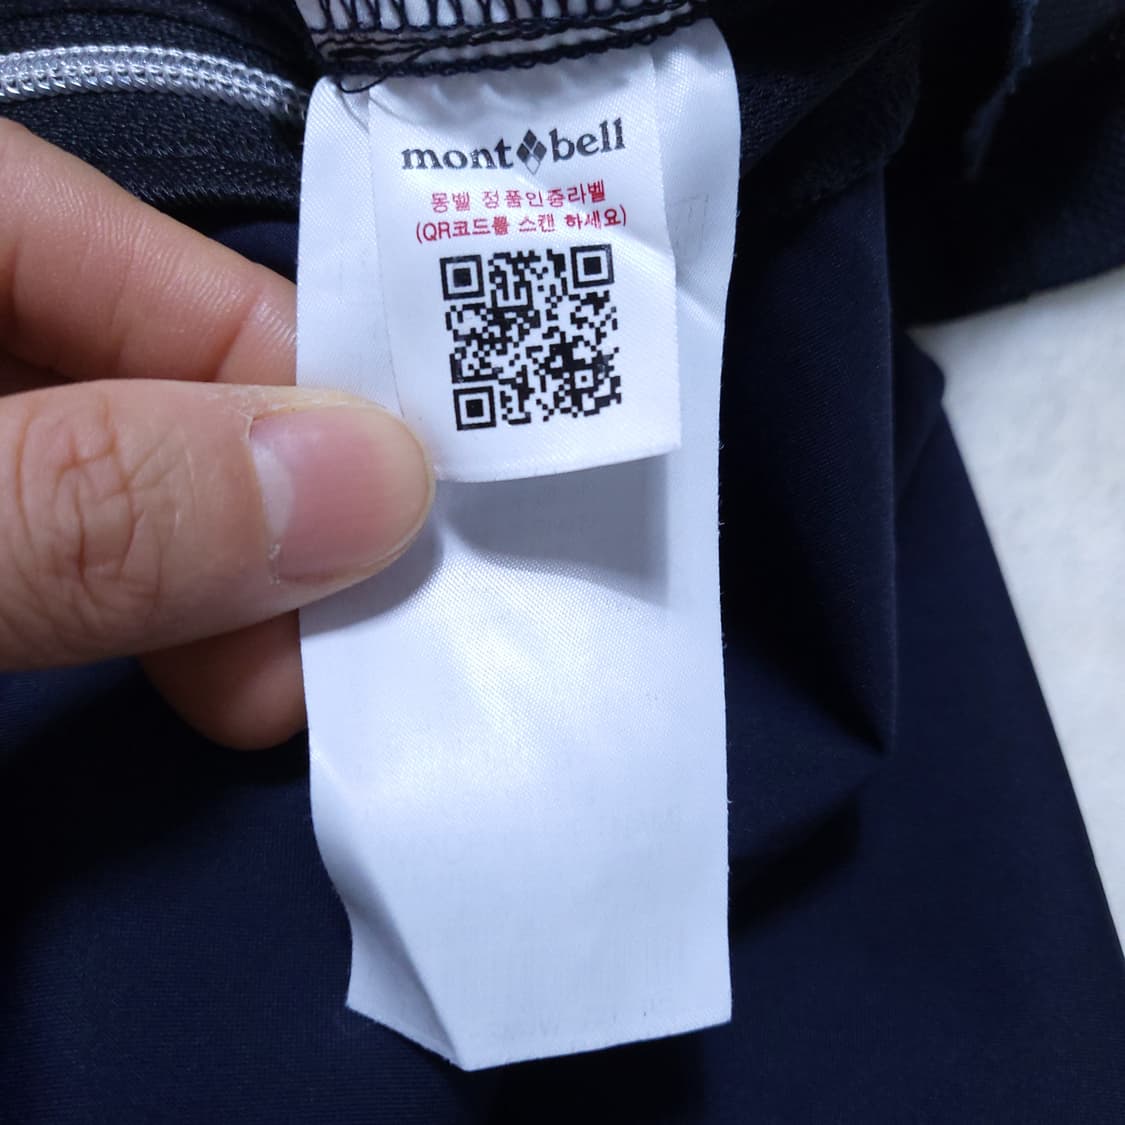 mont bell
몽벨 정품인증라벨
(QR코드를 스캔 하세요)